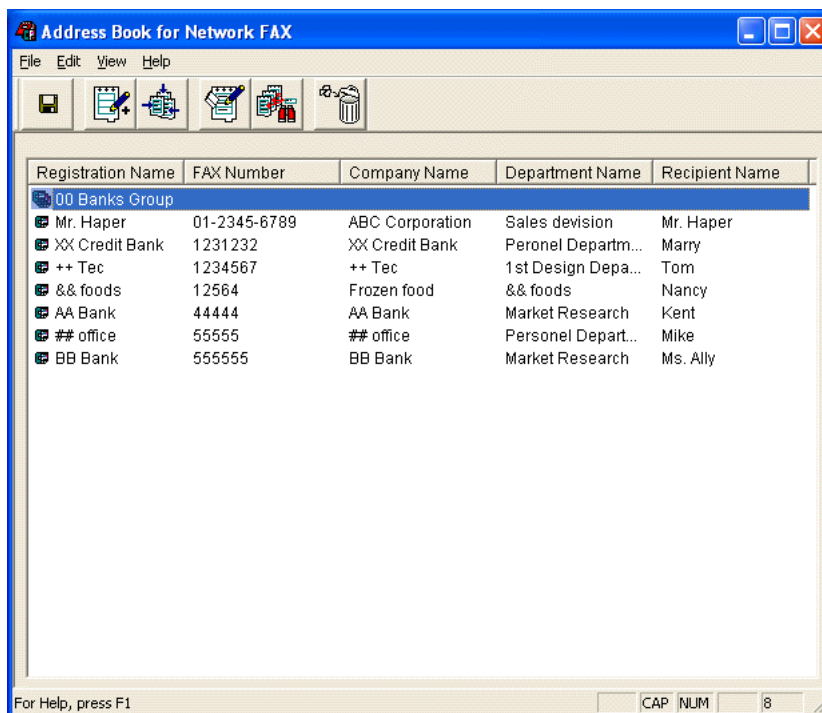 Address Book for Network FAX
File Edit View Help
Registration Name FAX Number Company Name Department Name Recipient Name
00 Banks Group
Mr. Haper 01-2345-6789 ABC Corporation Sales devision Mr. Haper
XX Credit Bank 1231232 XX Credit Bank Peronel Departm... Marry
++ Tec 1234567 ++ Tec 1st Design Depa... Tom
&& foods 12564 Frozen food && foods Nancy
AA Bank 44444 AA Bank Market Research Kent
## office 55555 ## office Personel Depart... Mike
BB Bank 555555 BB Bank Market Research Ms. Ally
For Help, press F1 CAP NUM 8